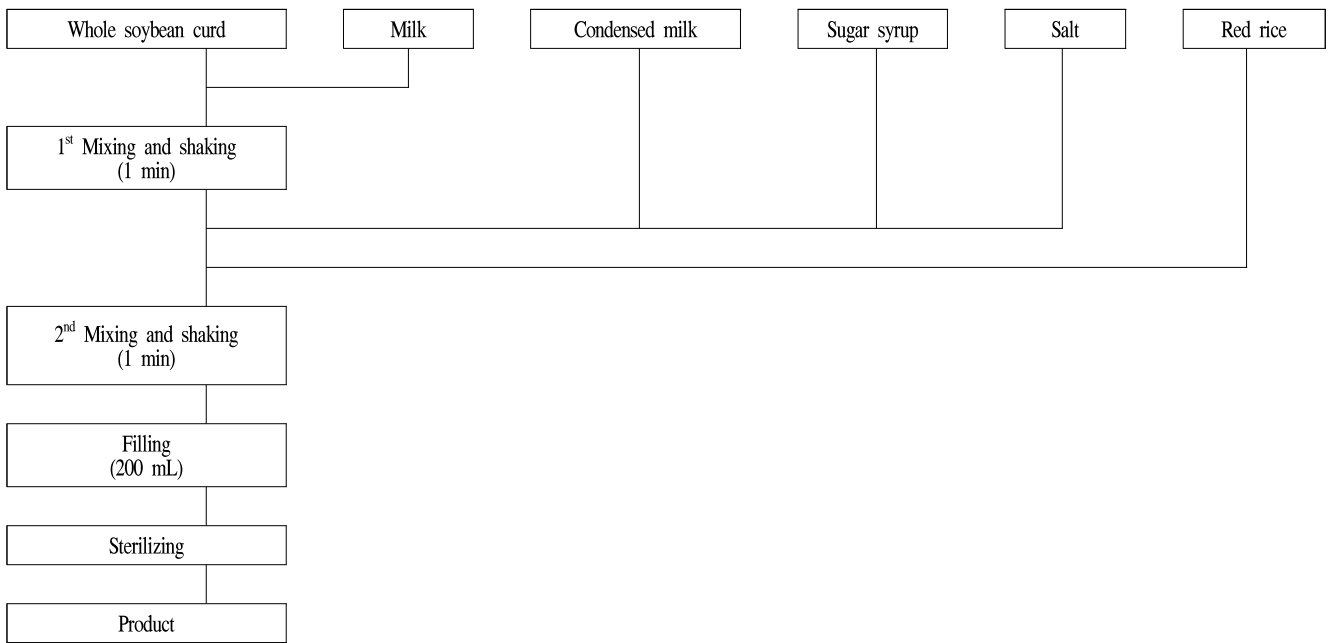 Whole soybean curd
Milk
Condensed milk
Sugar syrup
Salt
Red rice
1st Mixing and shaking
(1 min)
2nd Mixing and shaking
(1 min)
Filling
(200 mL)
Sterilizing
Product